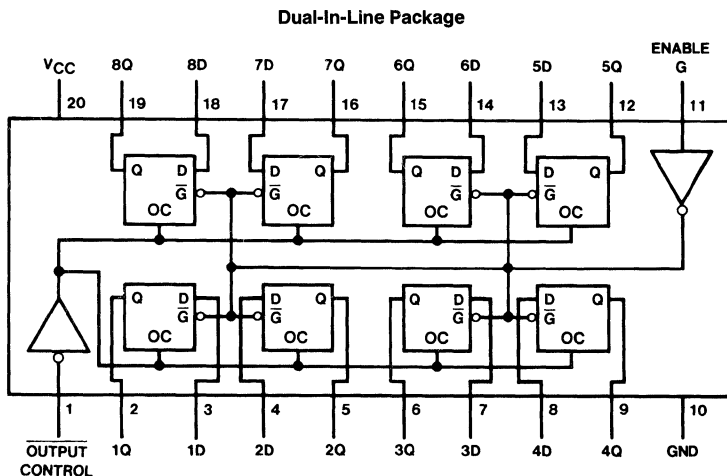 Dual-In-Line Package
VCC 8Q 8D 7D 7Q 6Q 6D 5D 5Q ENABLE G
20 19 18 17 16 15 14 13 12 11
Q D D Q Q D D Q
G G G G
OC OC OC OC
Q D D Q Q D D Q
G G G G
OC OC OC OC
1 2 3 4 5 6 7 8 9 10
OUTPUT CONTROL 1Q 1D 2D 2Q 3Q 3D 4D 4Q GND